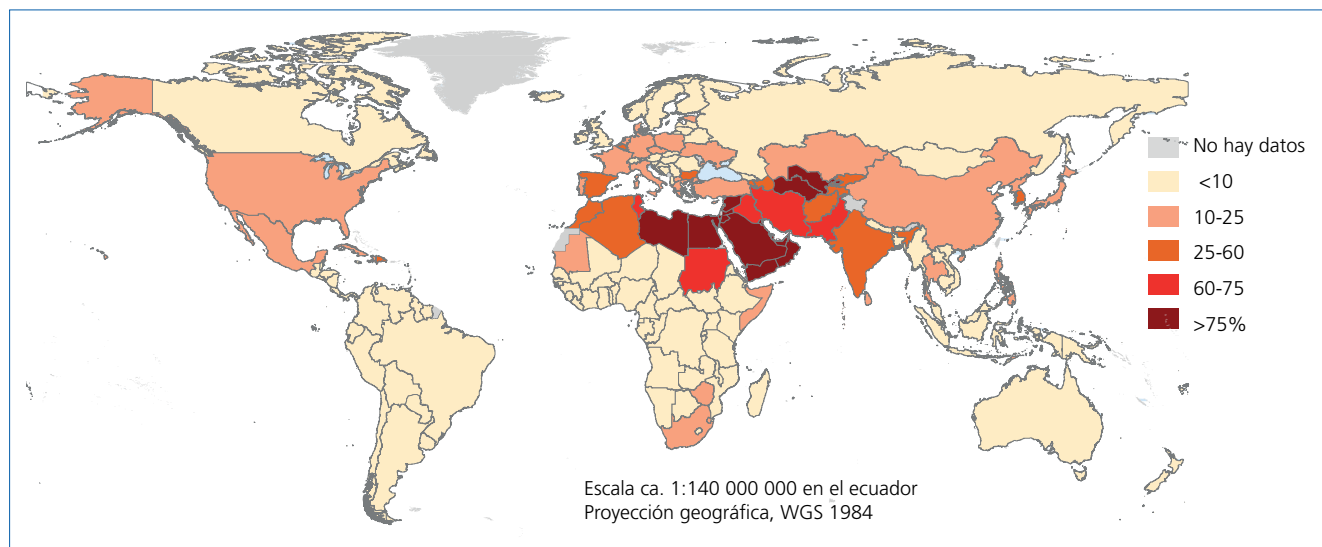 No hay datos
<10
10-25
25-60
60-75
>75%
Escala ca. 1:140 000 000 en el ecuador
Proyección geográfica, WGS 1984